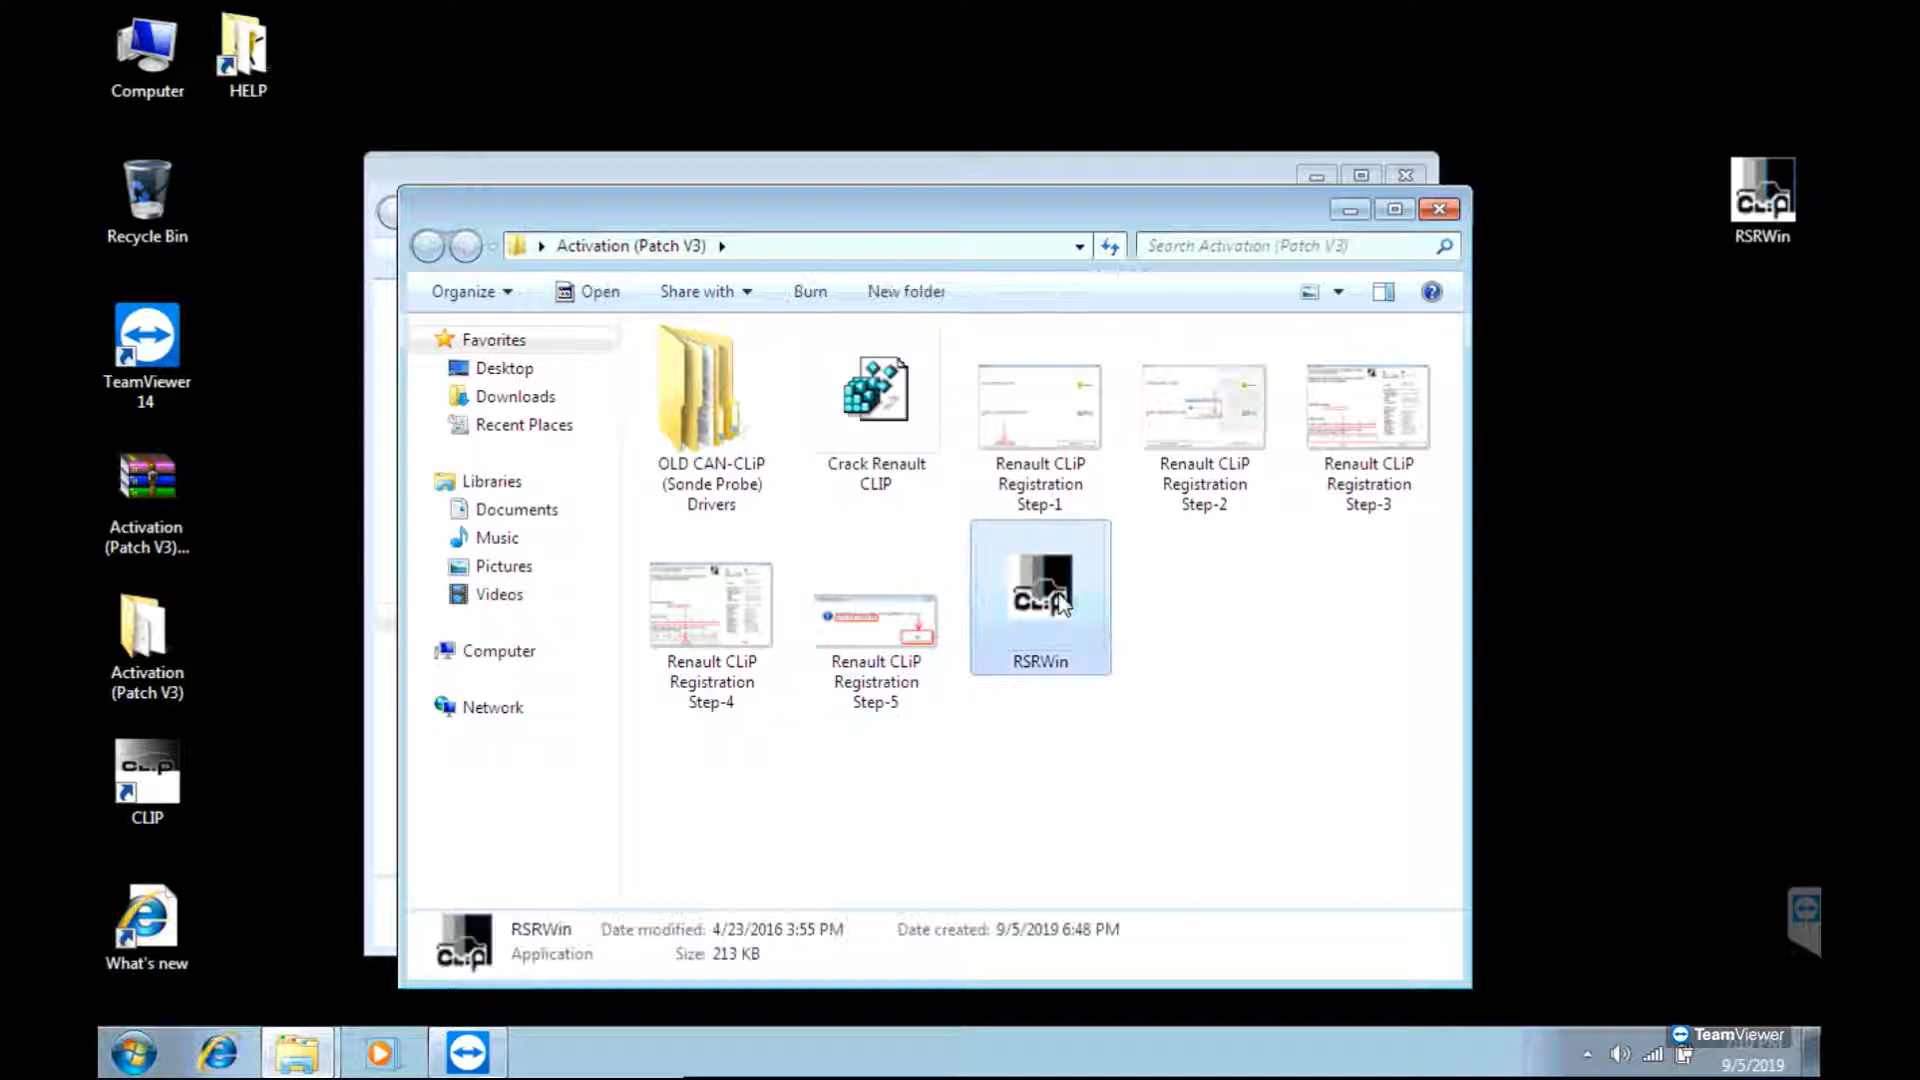 Computer
HELP
Recycle Bin
TeamViewer
14
Activation
(Patch V3)...
Activation
(Patch V3)
CLIP
CLIP
What's new
CLIP
RSRWin
Activation (Patch V3)
Search Activation (Patch V3)
Organize
Open
Share with
Burn
New folder
Favorites
Desktop
Downloads
Recent Places
Libraries
Documents
Music
Pictures
Videos
Computer
Network
OLD CAN-CLiP
(Sonde Probe)
Drivers
Crack Renault
CLIP
Renault CLiP
Registration
Step-1
Renault CLiP
Registration
Step-2
Renault CLiP
Registration
Step-3
Renault CLiP
Registration
Step-4
Renault CLiP
Registration
Step-5
CLIP
RSRWin
CLIP
RSRWin Date modified: 4/23/2016 3:55 PM Date created: 9/5/2019 6:48 PM
Application Size: 213 KB
TeamViewer
9/5/2019